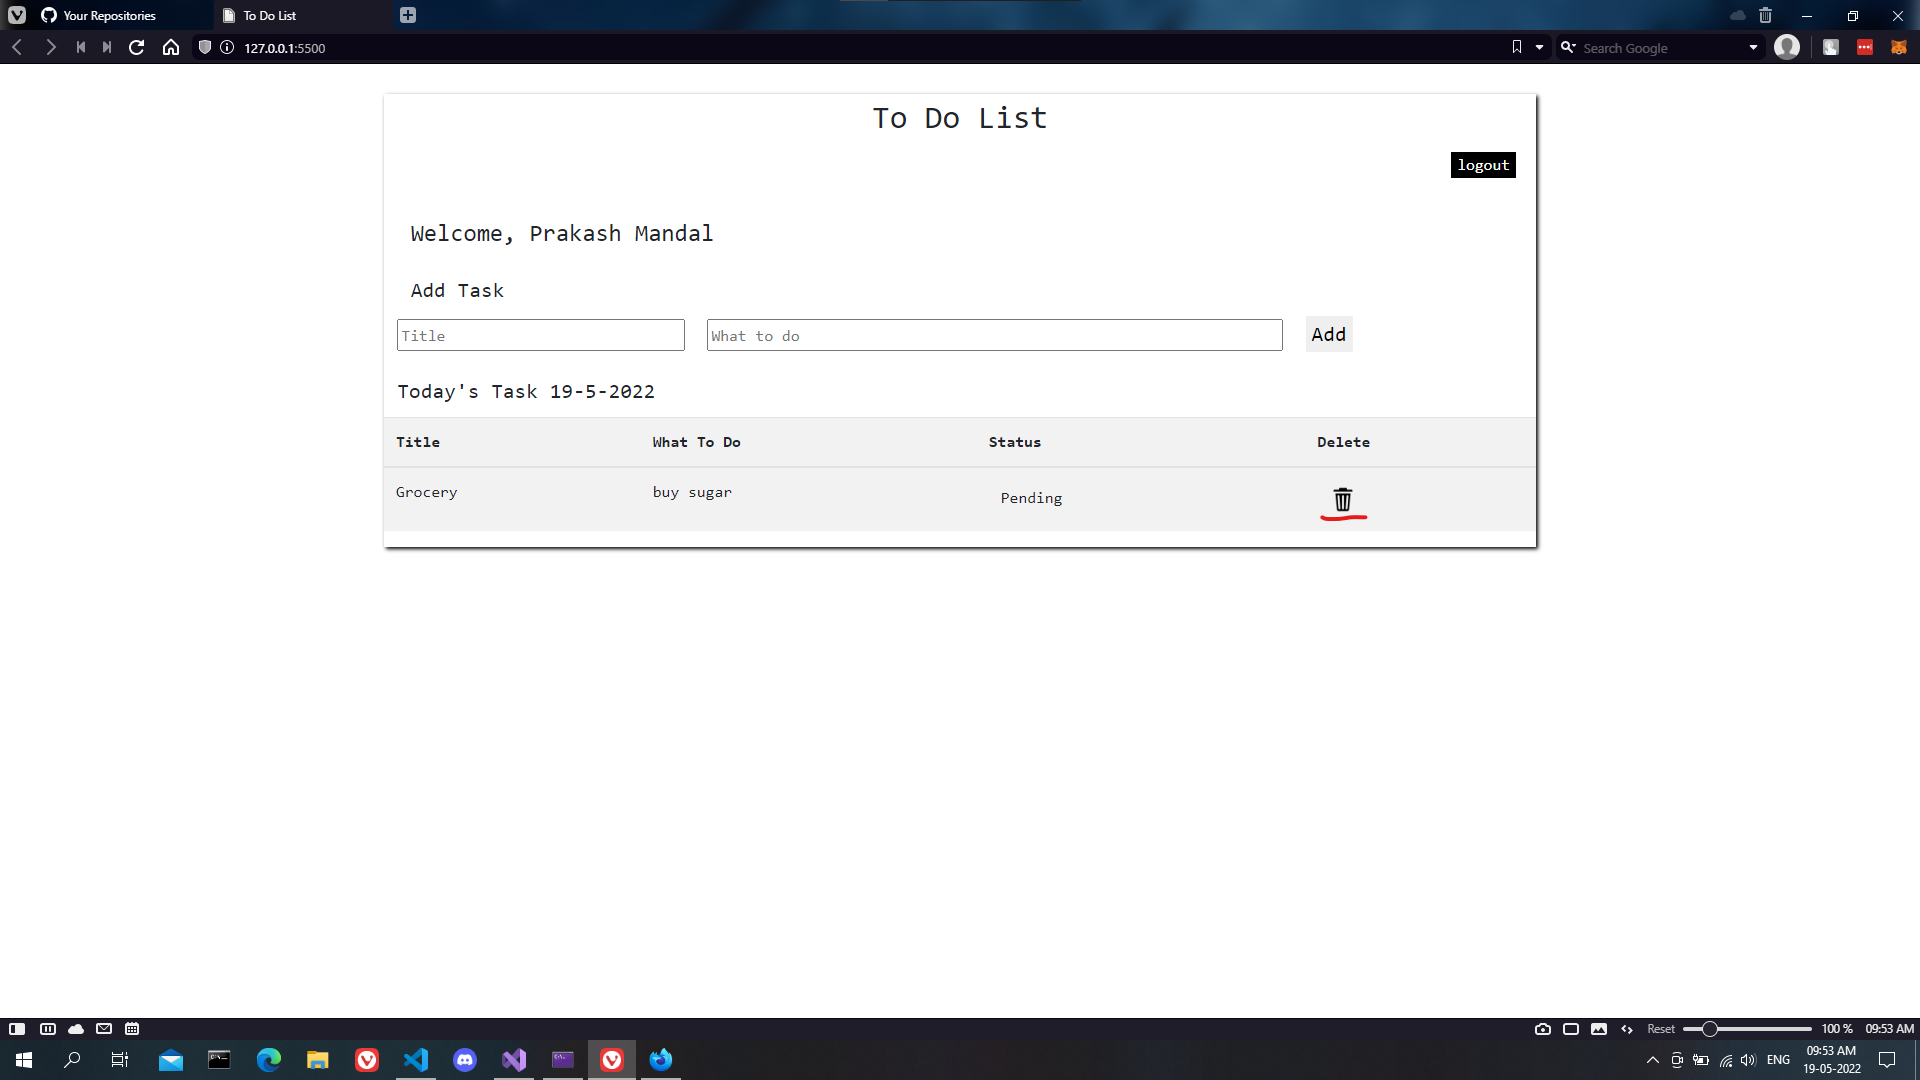 Your Repositories
To Do List
127.0.0.1:5500
Search Google
To Do List
logout
Welcome, Prakash Mandal
Add Task
Title
What to do
Add
Today's Task 19-5-2022
Title What To Do Status Delete
Grocery buy sugar Pending
Reset 100 % 09:53 AM
ENG
09:53 AM
19-05-2022